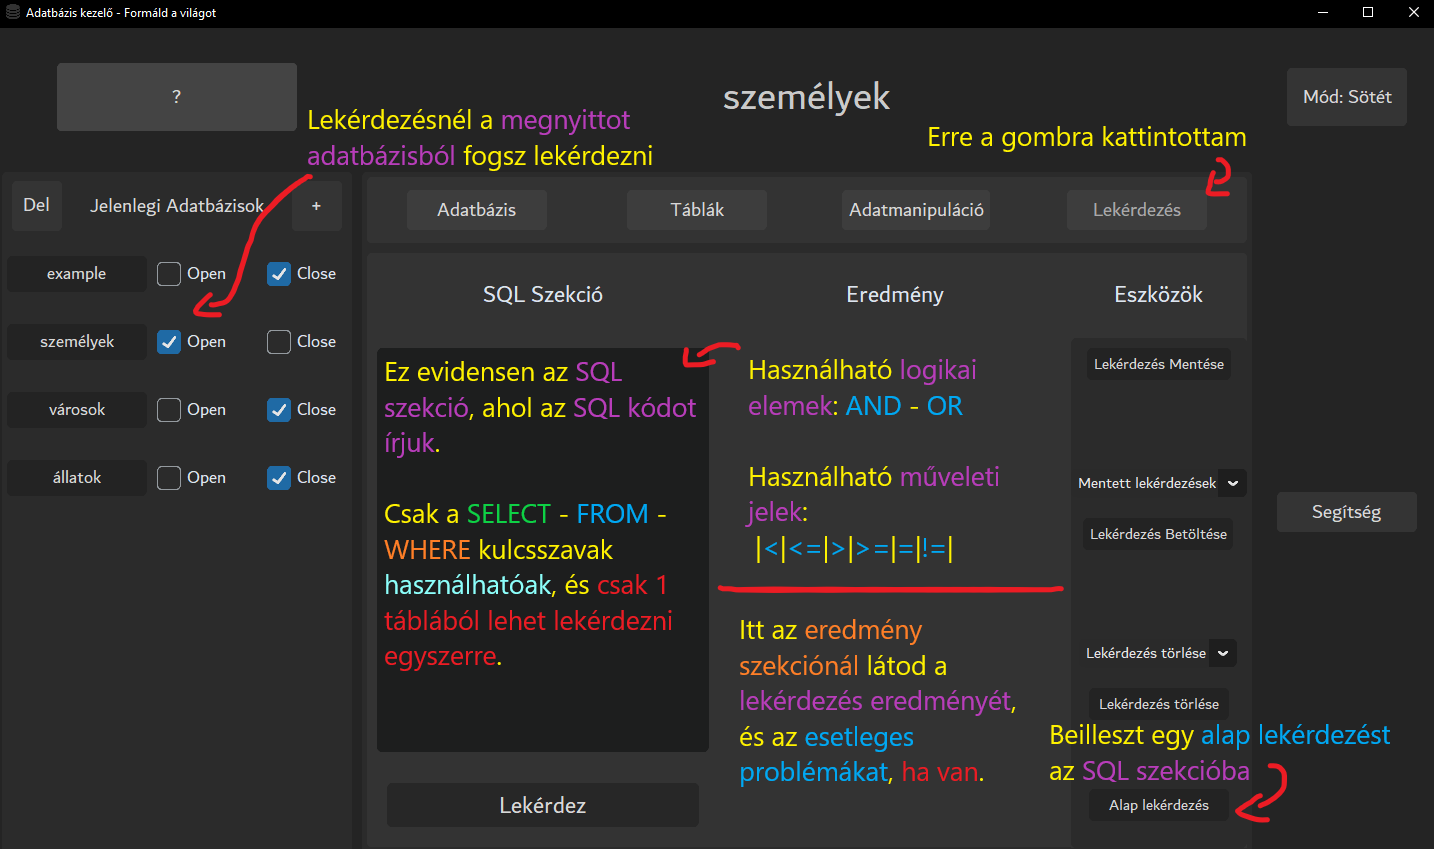 Adatbázis kezelő - Formáld a világot
?
személyek
Mód: Sötét
Lekérdezésnél a megnyittot
adatbázisból fogsz lekérdezni
Erre a gombra kattintottam
Del
Jelenlegi Adatbázisok
+
Adatbázis
Táblák
Adatmanipuláció
Lekérdezés
example Open Close
személyek Open Close
városok Open Close
állatok Open Close
SQL Szekció
Ez evidensen az SQL
szekció, ahol az SQL kódot
írjuk.
Csak a SELECT - FROM -
WHERE kulcsszavak
használhatóak, és csak 1
táblából lehet lekérdezni
egyszerre.
Lekérdez
Eredmény
Használható logikai
elemek: AND - OR
Használható műveleti
jelek:
|<|<=|>|>=|=|!=|
Itt az eredmény
szekciónál látod a
lekérdezés eredményét,
és az esetleges
problémákat, ha van.
Eszközök
Lekérdezés Mentése
Mentett lekérdezések
Lekérdezés Betöltése
Lekérdezés törlése
Lekérdezés törlése
Beilleszt egy alap lekérdezést
az SQL szekcióba
Alap lekérdezés
Segítség